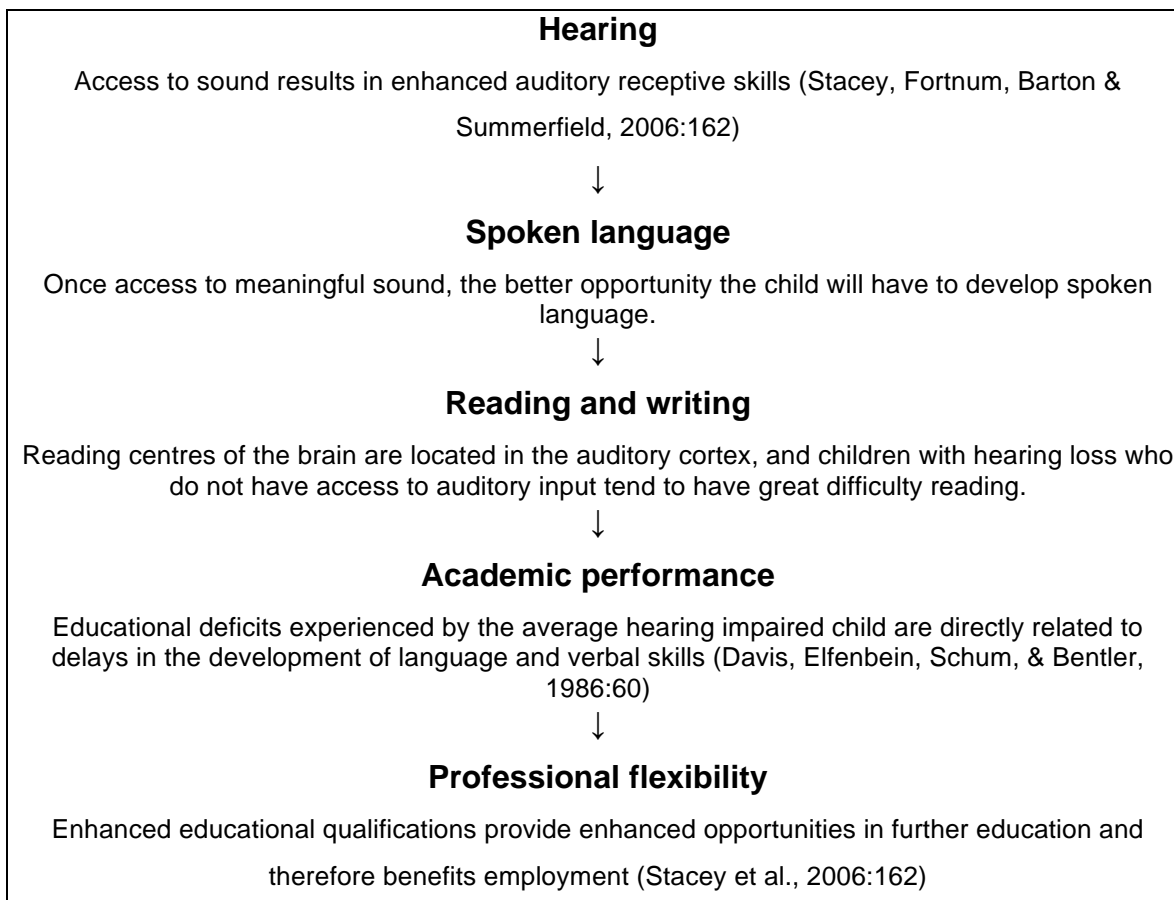 Hearing
Access to sound results in enhanced auditory receptive skills (Stacey, Fortnum, Barton &
Summerfield, 2006:162)
↓
Spoken language
Once access to meaningful sound, the better opportunity the child will have to develop spoken
language.
↓
Reading and writing
Reading centres of the brain are located in the auditory cortex, and children with hearing loss who
do not have access to auditory input tend to have great difficulty reading.
↓
Academic performance
Educational deficits experienced by the average hearing impaired child are directly related to
delays in the development of language and verbal skills (Davis, Elfenbein, Schum, & Bentler,
1986:60)
↓
Professional flexibility
Enhanced educational qualifications provide enhanced opportunities in further education and
therefore benefits employment (Stacey et al., 2006:162)